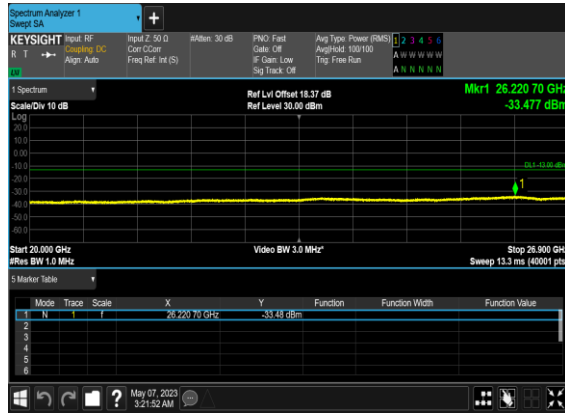 Spectrum Analyzer 1
Swept SA
KEYSIGHT Input: RF Input Z: 50 Ω #Atten: 30 dB PNO: Fast Avg Type: Power (RMS) 1 2 3 4 5 6
R T Coupling: DC Corr CCorr Gate: Off Avg|Hold: 100/100 A W W W W W
Align: Auto Freq Ref: Int (S) IF Gain: Low Trig: Free Run
Sig Track: Off A N N N N N
1 Spectrum
Ref Lvl Offset 18.37 dB Mkr1 26.220 70 GHz
Scale/Div 10 dB Ref Level 30.00 dBm -33.477 dBm
Log
20.0
10.0
0.00
-10.0
DL1 -13.00 dBm
-20.0
1
-30.0
-40.0
-50.0
-60.0
Start 20.000 GHz Video BW 3.0 MHz* Stop 26.900 GHz
#Res BW 1.0 MHz Sweep 13.3 ms (40001 pts
5 Marker Table
Mode Trace Scale X Y Function Function Width Function Value
1 N 1 f 26.220 70 GHz -33.48 dBm
2
3
4
5
6
? May 07, 2023
3:21:52 AM